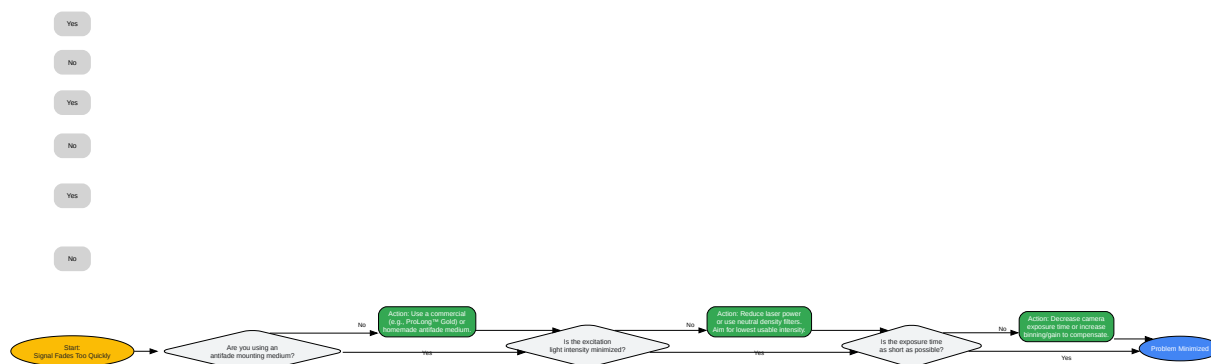 Yes
No
Yes
No
Yes
No
Start:
Signal Fades Too Quickly
Are you using an
antifade mounting medium?
No
Yes
Action: Use a commercial
(e.g., ProLong™ Gold) or
homemade antifade medium.
Is the excitation
light intensity minimized?
No
Yes
Action: Reduce laser power
or use neutral density filters.
Aim for lowest usable intensity.
Is the exposure time
as short as possible?
No
Yes
Action: Decrease camera
exposure time or increase
binning/gain to compensate.
Problem Minimized